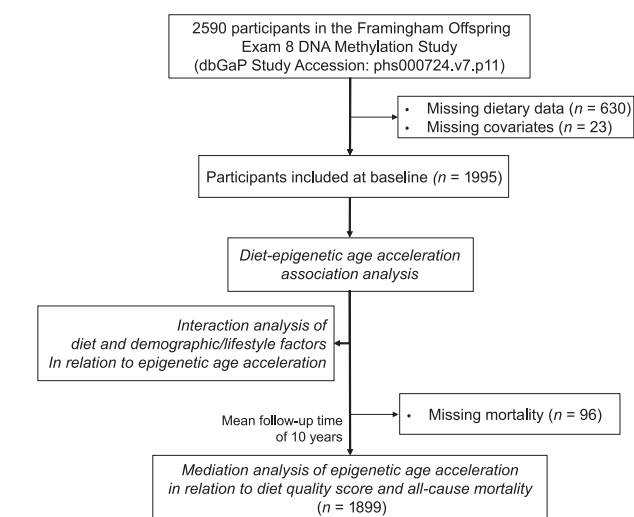 2590 participants in the Framingham Offspring
Exam 8 DNA Methylation Study
(dbGaP Study Accession: phs000724.v7.p11)
• Missing dietary data (n = 630)
• Missing covariates (n = 23)
Participants included at baseline (n = 1995)
Diet-epigenetic age acceleration
association analysis
Interaction analysis of
diet and demographic/lifestyle factors
In relation to epigenetic age acceleration
• Missing mortality (n = 96)
Mean follow-up time
of 10 years
Mediation analysis of epigenetic age acceleration
in relation to diet quality score and all-cause mortality
(n = 1899)